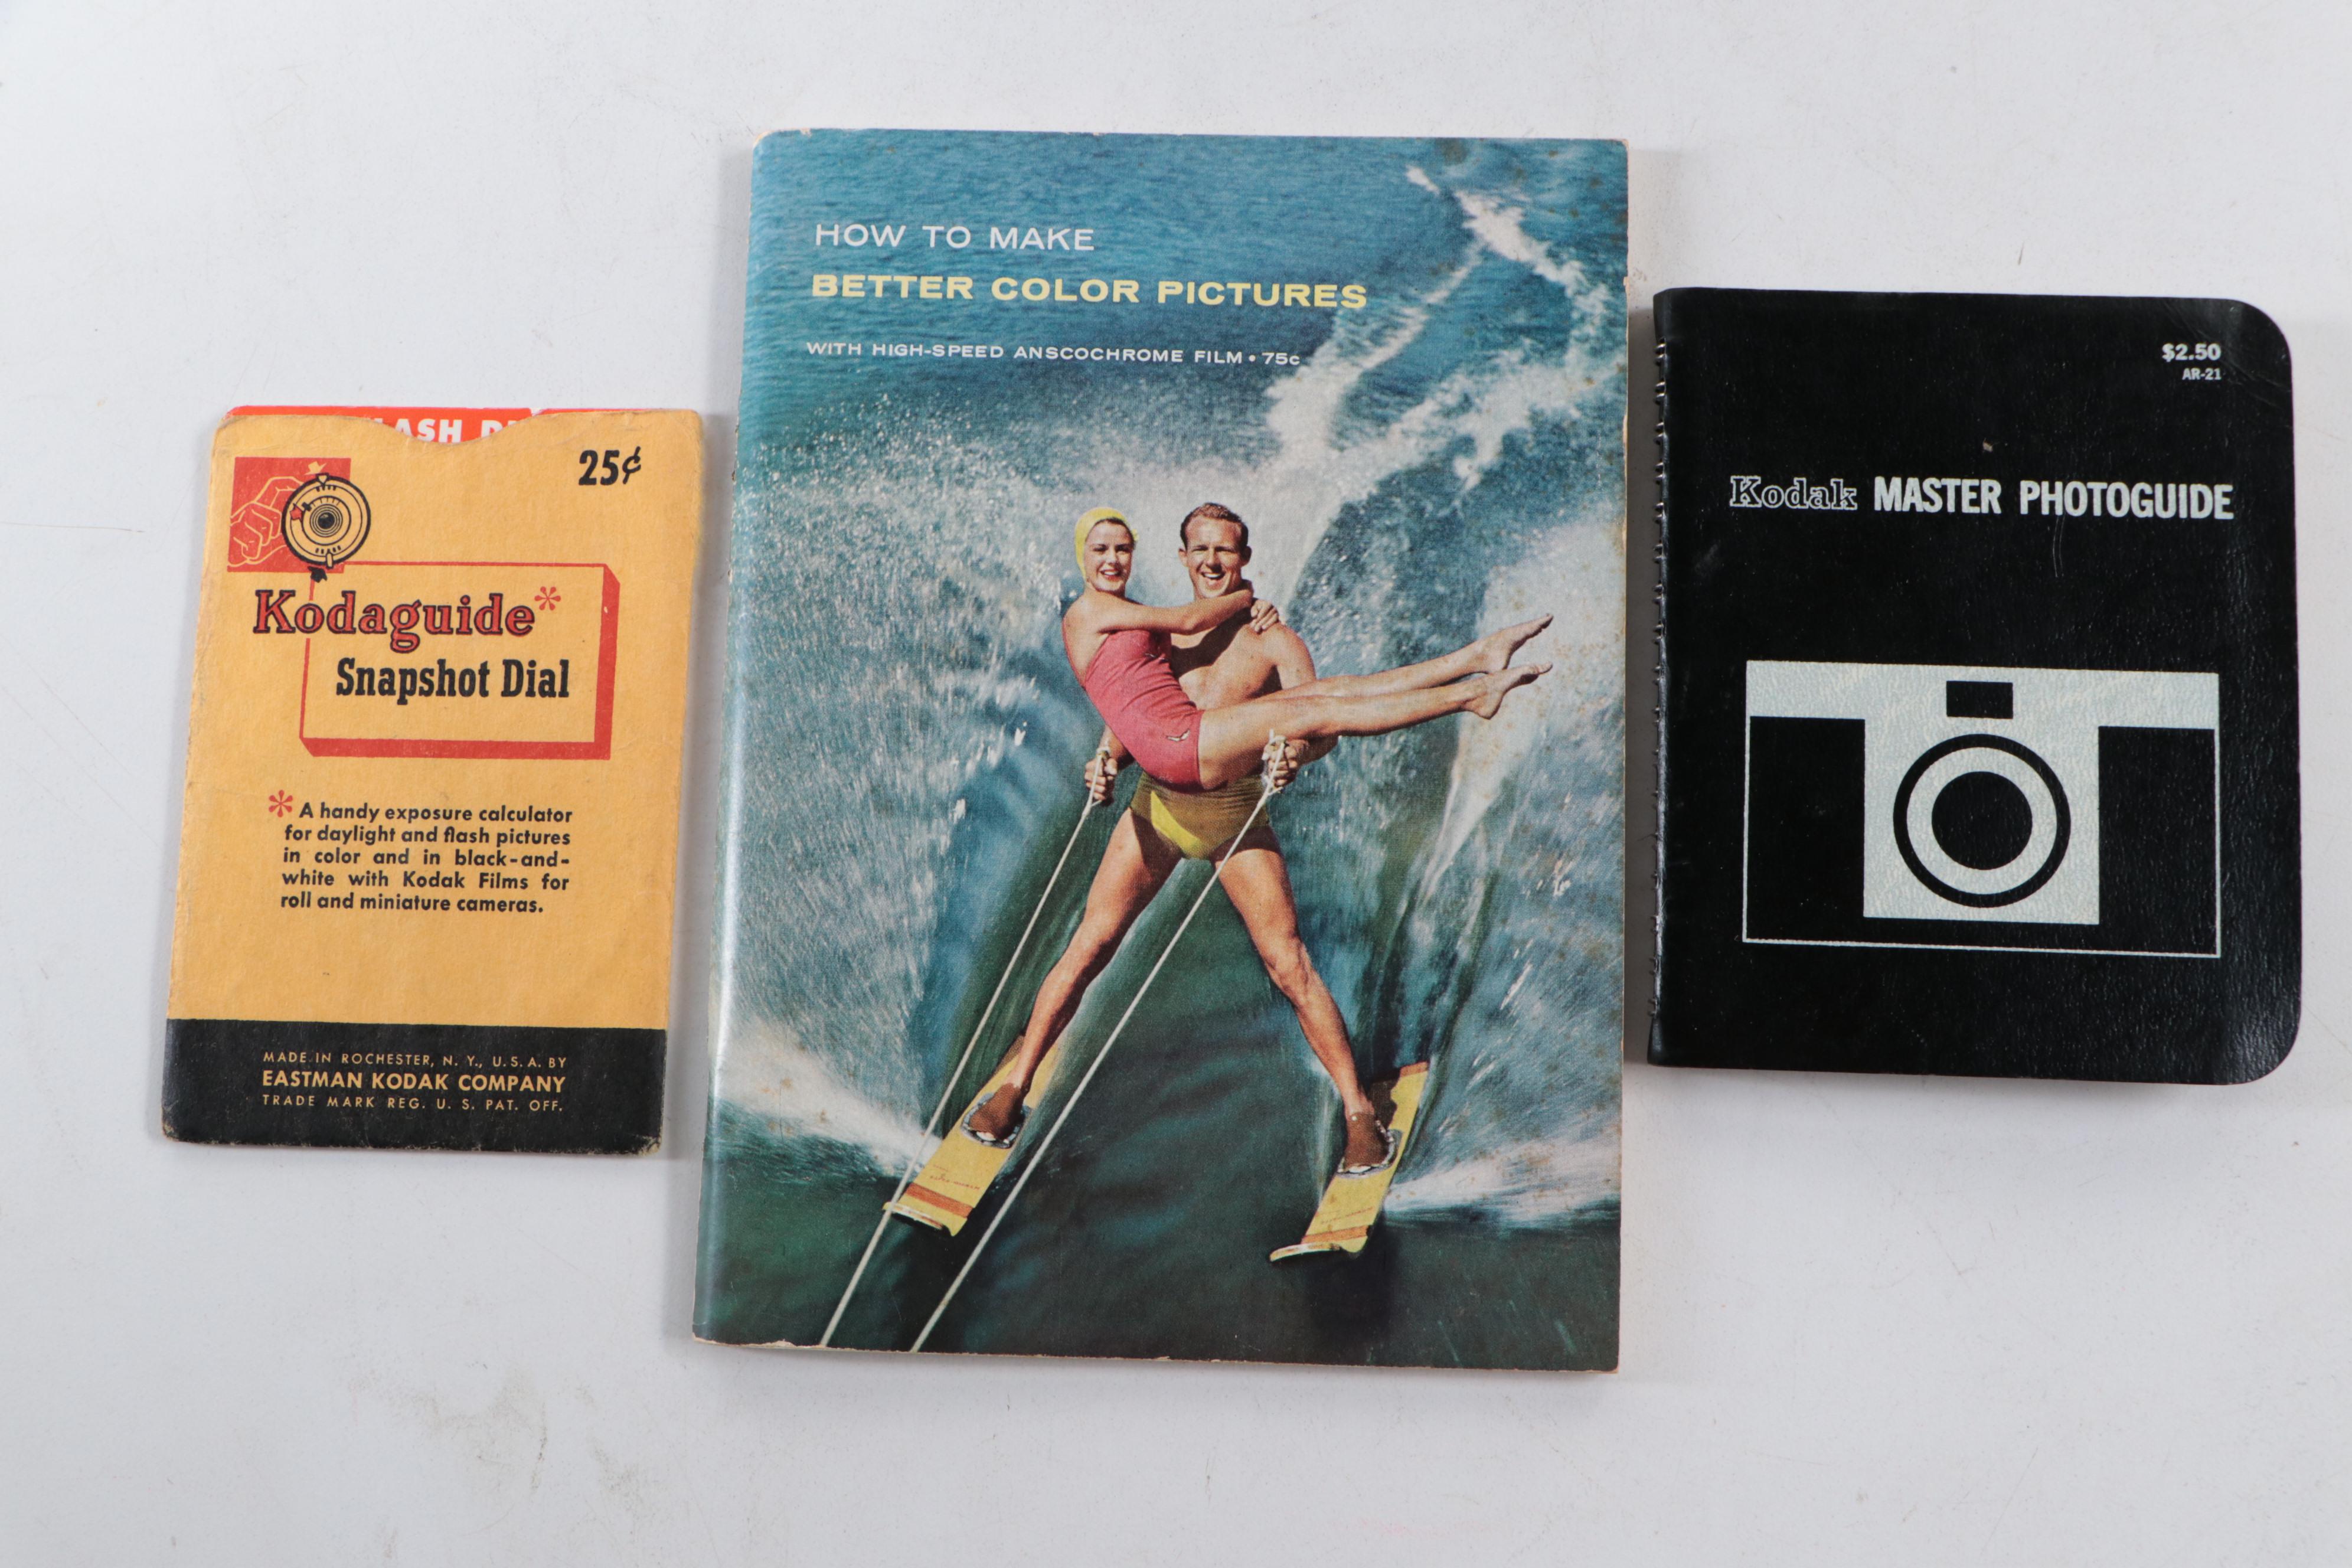 25¢
Kodaguide*
Snapshot Dial
* A handy exposure calculator
for daylight and flash pictures
in color and in black-and-
white with Kodak Films for
roll and miniature cameras.
MADE IN ROCHESTER, N. Y., U. S. A. BY
EASTMAN KODAK COMPANY
TRADE MARK REG. U. S. PAT. OFF.
HOW TO MAKE
BETTER COLOR PICTURES
WITH HIGH-SPEED ANSCOCHROME FILM • 75c
$2.50
AR-21
Kodak MASTER PHOTOGUIDE